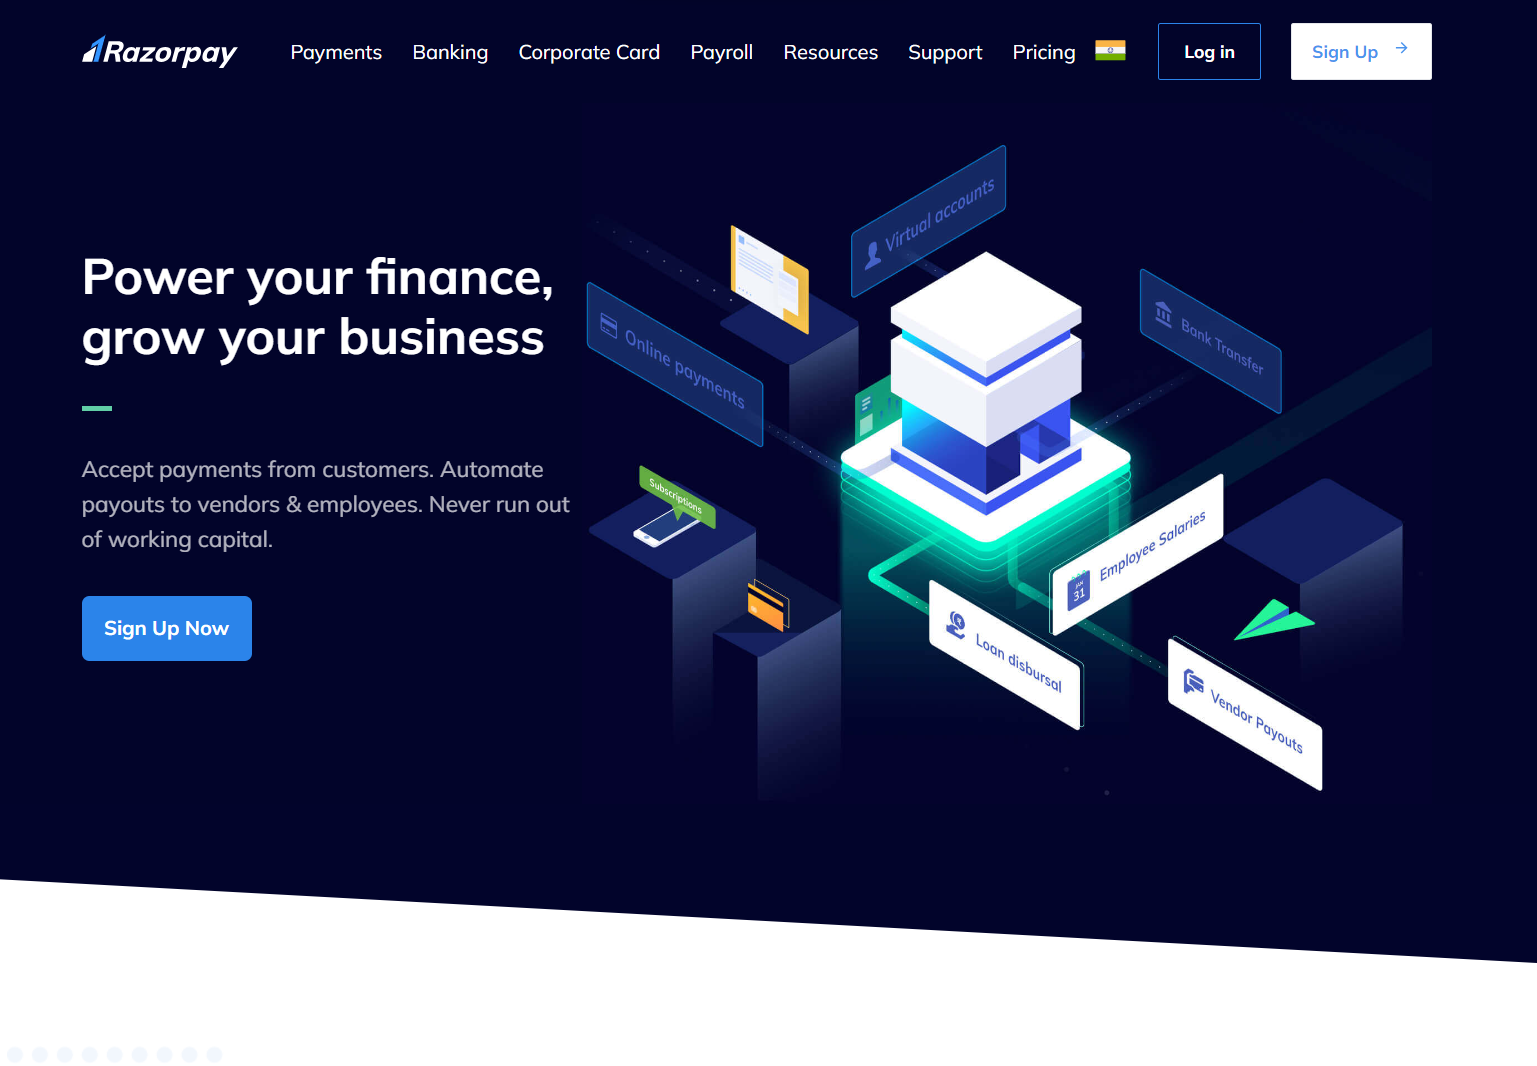 Razorpay
Payments
Banking
Corporate Card
Payroll
Resources
Support
Pricing
Log in
Sign Up
Power your finance,
grow your business
Accept payments from customers. Automate
payouts to vendors & employees. Never run out
of working capital.
Sign Up Now
Virtual accounts
Online payments
Bank Transfer
Subscriptions
Employee Salaries
JAN
31
Loan disbursal
Vendor Payouts